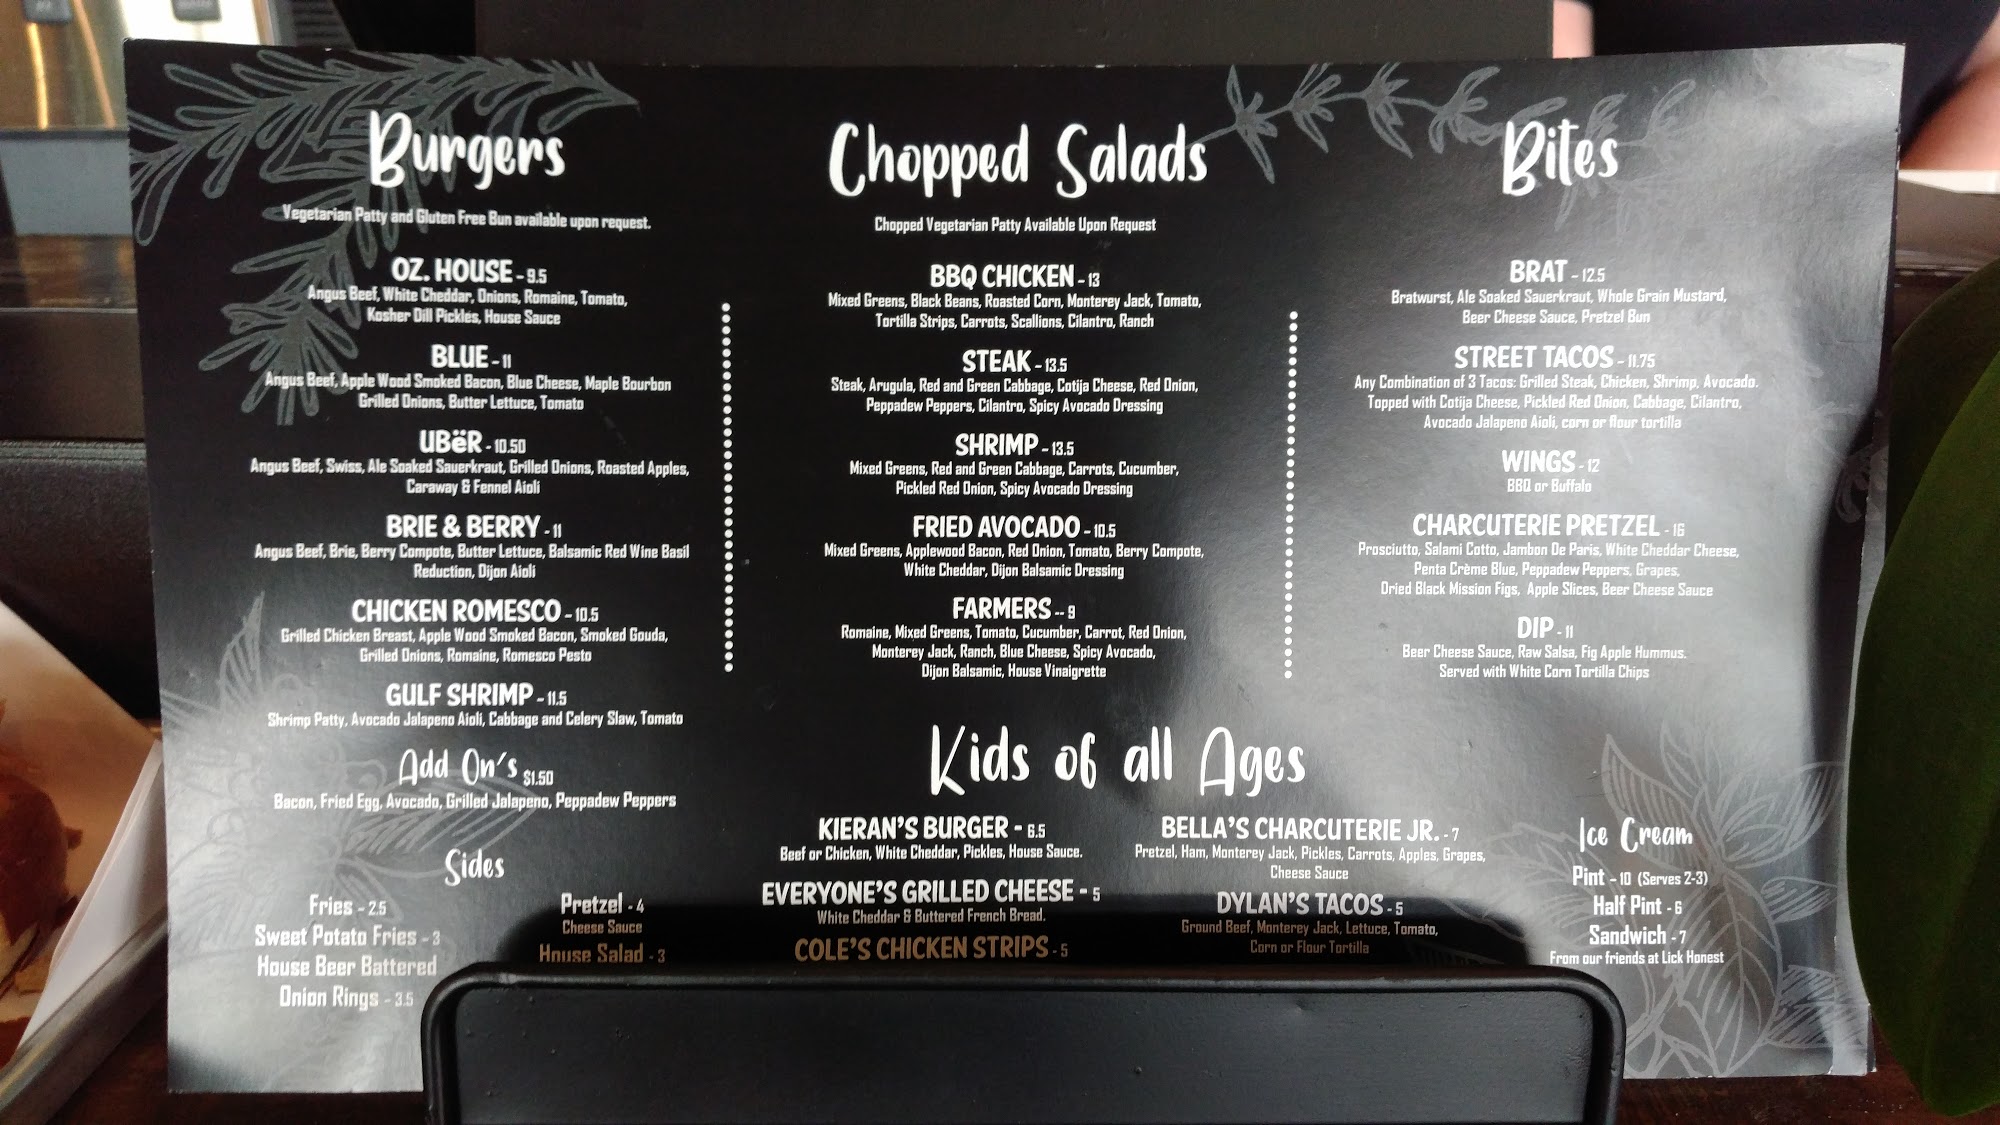 Burgers
Vegetarian Patty and Gluten Free Bun available upon request.
OZ. HOUSE - 9.5
Angus Beef, White Cheddar, Onions, Romaine, Tomato,
Kosher Dill Pickles, House Sauce
BLUE - 11
Angus Beef, Apple Wood Smoked Bacon, Blue Cheese, Maple Bourbon
Grilled Onions, Butter Lettuce, Tomato
UBëR - 10.50
Angus Beef, Swiss, Ale Soaked Sauerkraut, Grilled Onions, Roasted Apples,
Caraway & Fennel Aioli
BRIE & BERRY - 11
Angus Beef, Brie, Berry Compote, Butter Lettuce, Balsamic Red Wine Basil
Reduction, Dijon Aioli
CHICKEN ROMESCO - 10.5
Grilled Chicken Breast, Apple Wood Smoked Bacon, Smoked Gouda,
Grilled Onions, Romaine, Romesco Pesto
GULF SHRIMP - 11.5
Shrimp Patty, Avocado Jalapeno Aioli, Cabbage and Celery Slaw, Tomato
Add On's $1.50
Bacon, Fried Egg, Avocado, Grilled Jalapeno, Peppadew Peppers
Sides
Fries - 2.5
Sweet Potato Fries - 3
House Beer Battered
Onion Rings - 3.5
Pretzel - 4
Cheese Sauce
House Salad - 3
Chopped Salads
Chopped Vegetarian Patty Available Upon Request
BBQ CHICKEN - 13
Mixed Greens, Black Beans, Roasted Corn, Monterey Jack, Tomato,
Tortilla Strips, Carrots, Scallions, Cilantro, Ranch
STEAK - 13.5
Steak, Arugula, Red and Green Cabbage, Cotija Cheese, Red Onion,
Peppadew Peppers, Cilantro, Spicy Avocado Dressing
SHRIMP - 13.5
Mixed Greens, Red and Green Cabbage, Carrots, Cucumber,
Pickled Red Onion, Spicy Avocado Dressing
FRIED AVOCADO - 10.5
Mixed Greens, Applewood Bacon, Red Onion, Tomato, Berry Compote,
White Cheddar, Dijon Balsamic Dressing
FARMERS -- 9
Romaine, Mixed Greens, Tomato, Cucumber, Carrot, Red Onion,
Monterey Jack, Ranch, Blue Cheese, Spicy Avocado,
Dijon Balsamic, House Vinaigrette
Bites
BRAT - 12.5
Bratwurst, Ale Soaked Sauerkraut, Whole Grain Mustard,
Beer Cheese Sauce, Pretzel Bun
STREET TACOS - 11.75
Any Combination of 3 Tacos: Grilled Steak, Chicken, Shrimp, Avocado.
Topped with Cotija Cheese, Pickled Red Onion, Cabbage, Cilantro,
Avocado Jalapeno Aioli, corn or flour tortilla
WINGS - 12
BBQ or Buffalo
CHARCUTERIE PRETZEL - 16
Prosciutto, Salami Cotto, Jambon De Paris, White Cheddar Cheese,
Penta Crème Blue, Peppadew Peppers, Grapes,
Dried Black Mission Figs, Apple Slices, Beer Cheese Sauce
DIP - 11
Beer Cheese Sauce, Raw Salsa, Fig Apple Hummus.
Served with White Corn Tortilla Chips
Kids of all Ages
KIERAN'S BURGER - 6.5
Beef or Chicken, White Cheddar, Pickles, House Sauce.
EVERYONE'S GRILLED CHEESE - 5
White Cheddar & Buttered French Bread.
COLE'S CHICKEN STRIPS - 5
BELLA'S CHARCUTERIE JR. - 7
Pretzel, Ham, Monterey Jack, Pickles, Carrots, Apples, Grapes,
Cheese Sauce
DYLAN'S TACOS - 5
Ground Beef, Monterey Jack, Lettuce, Tomato,
Corn or Flour Tortilla
Ice Cream
Pint - 10 (Serves 2-3)
Half Pint - 6
Sandwich - 7
From our friends at Lick Honest